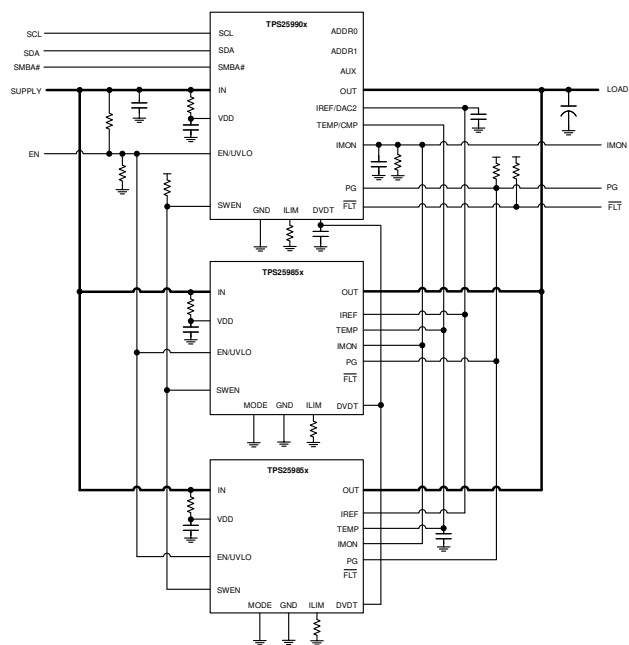 TPS25990x
SCL
SCL
ADDR0
SDA
SDA
ADDR1
SMBA#
SMBA#
AUX
SUPPLY
IN
OUT
LOAD
IREF/DAC2
VDD
TEMP/CMP
EN
EN/UVLO
IMON
IMON
PG
PG
SWEN
FLT
FLT
GND
ILIM
DVDT
TPS25985x
IN
OUT
IREF
VDD
TEMP
EN/UVLO
IMON
PG
FLT
SWEN
MODE
GND
ILIM
DVDT
TPS25985x
IN
OUT
IREF
VDD
TEMP
IMON
EN/UVLO
PG
FLT
SWEN
MODE
GND
ILIM
DVDT